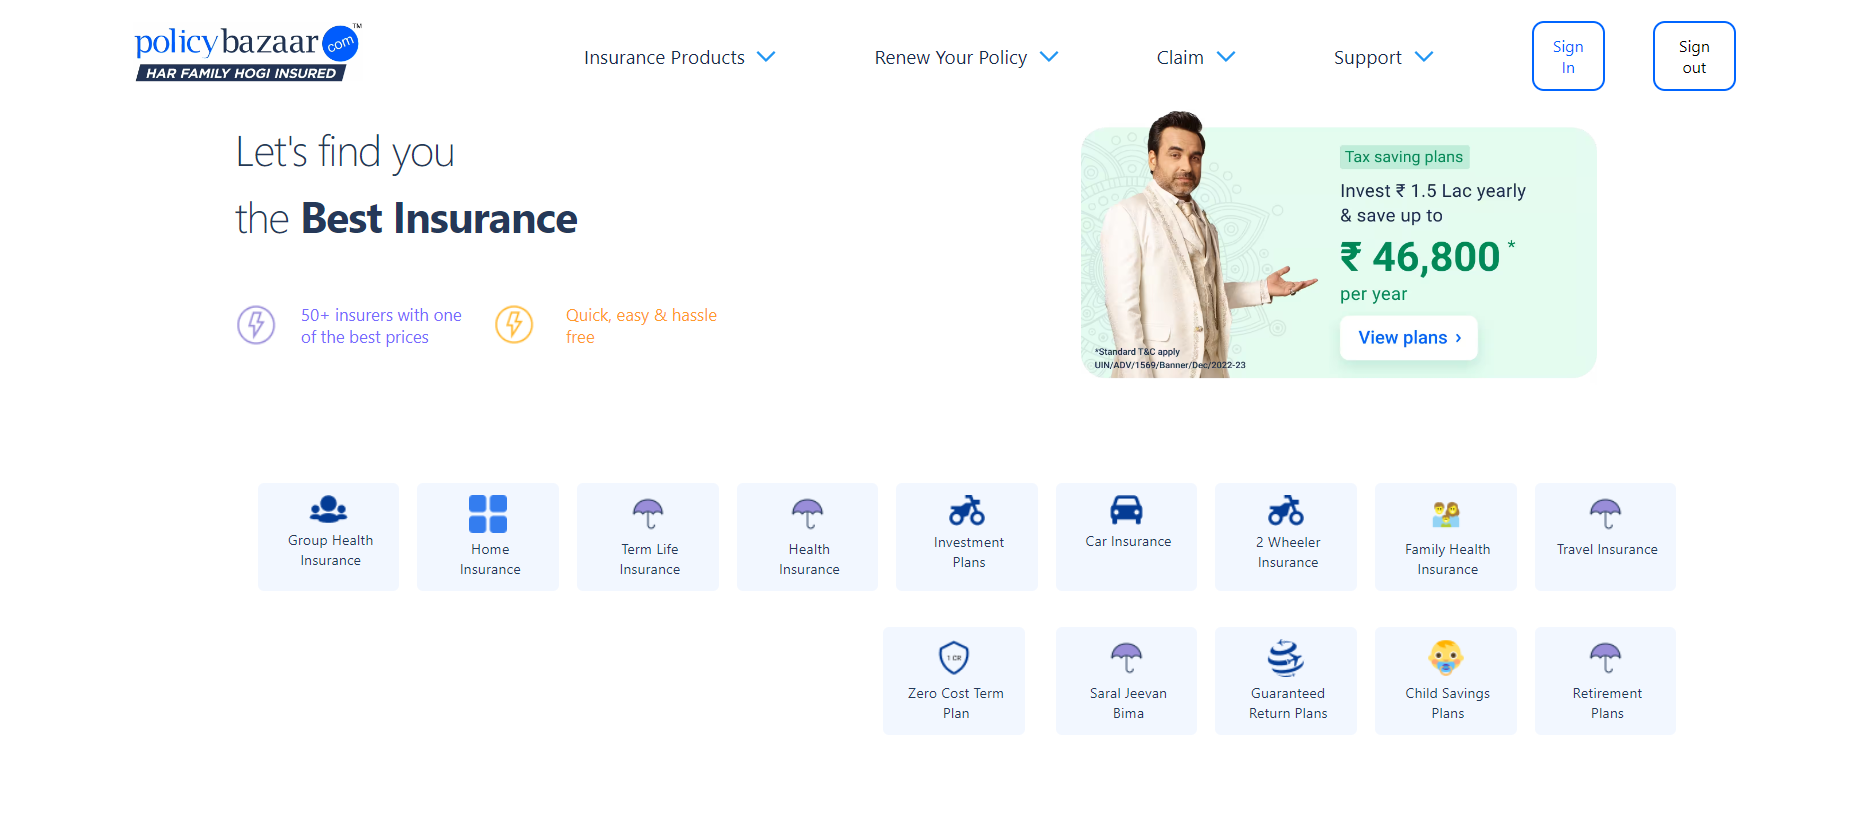 policybazaar com ™
HAR FAMILY HOGI INSURED
Insurance Products
Renew Your Policy
Claim
Support
Sign
In
Sign
out
Let's find you
the Best Insurance
50+ insurers with one
of the best prices
Quick, easy & hassle
free
Tax saving plans
Invest ₹ 1.5 Lac yearly
& save up to
₹ 46,800*
per year
View plans ›
*Standard T&C apply
UIN/ADV/1569/Banner/Dec/2022-23
Group Health
Insurance
Home
Insurance
Term Life
Insurance
Health
Insurance
Investment
Plans
Car Insurance
2 Wheeler
Insurance
Family Health
Insurance
Travel Insurance
1 CR
Zero Cost Term
Plan
Saral Jeevan
Bima
Guaranteed
Return Plans
Child Savings
Plans
Retirement
Plans